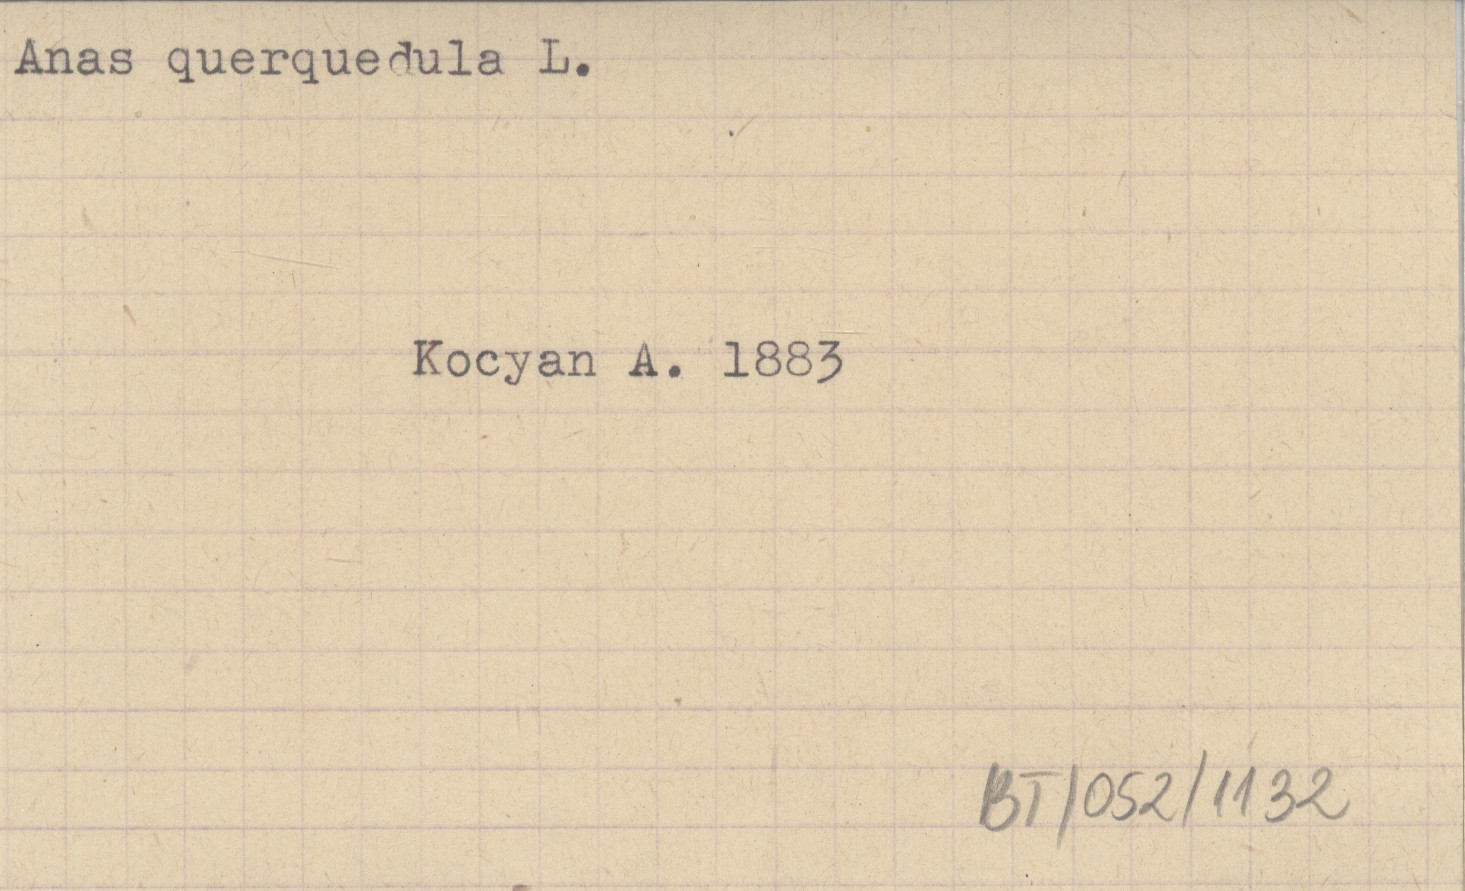 Anas querquedula L.
Kocyan A. 1883
BT/052/1132